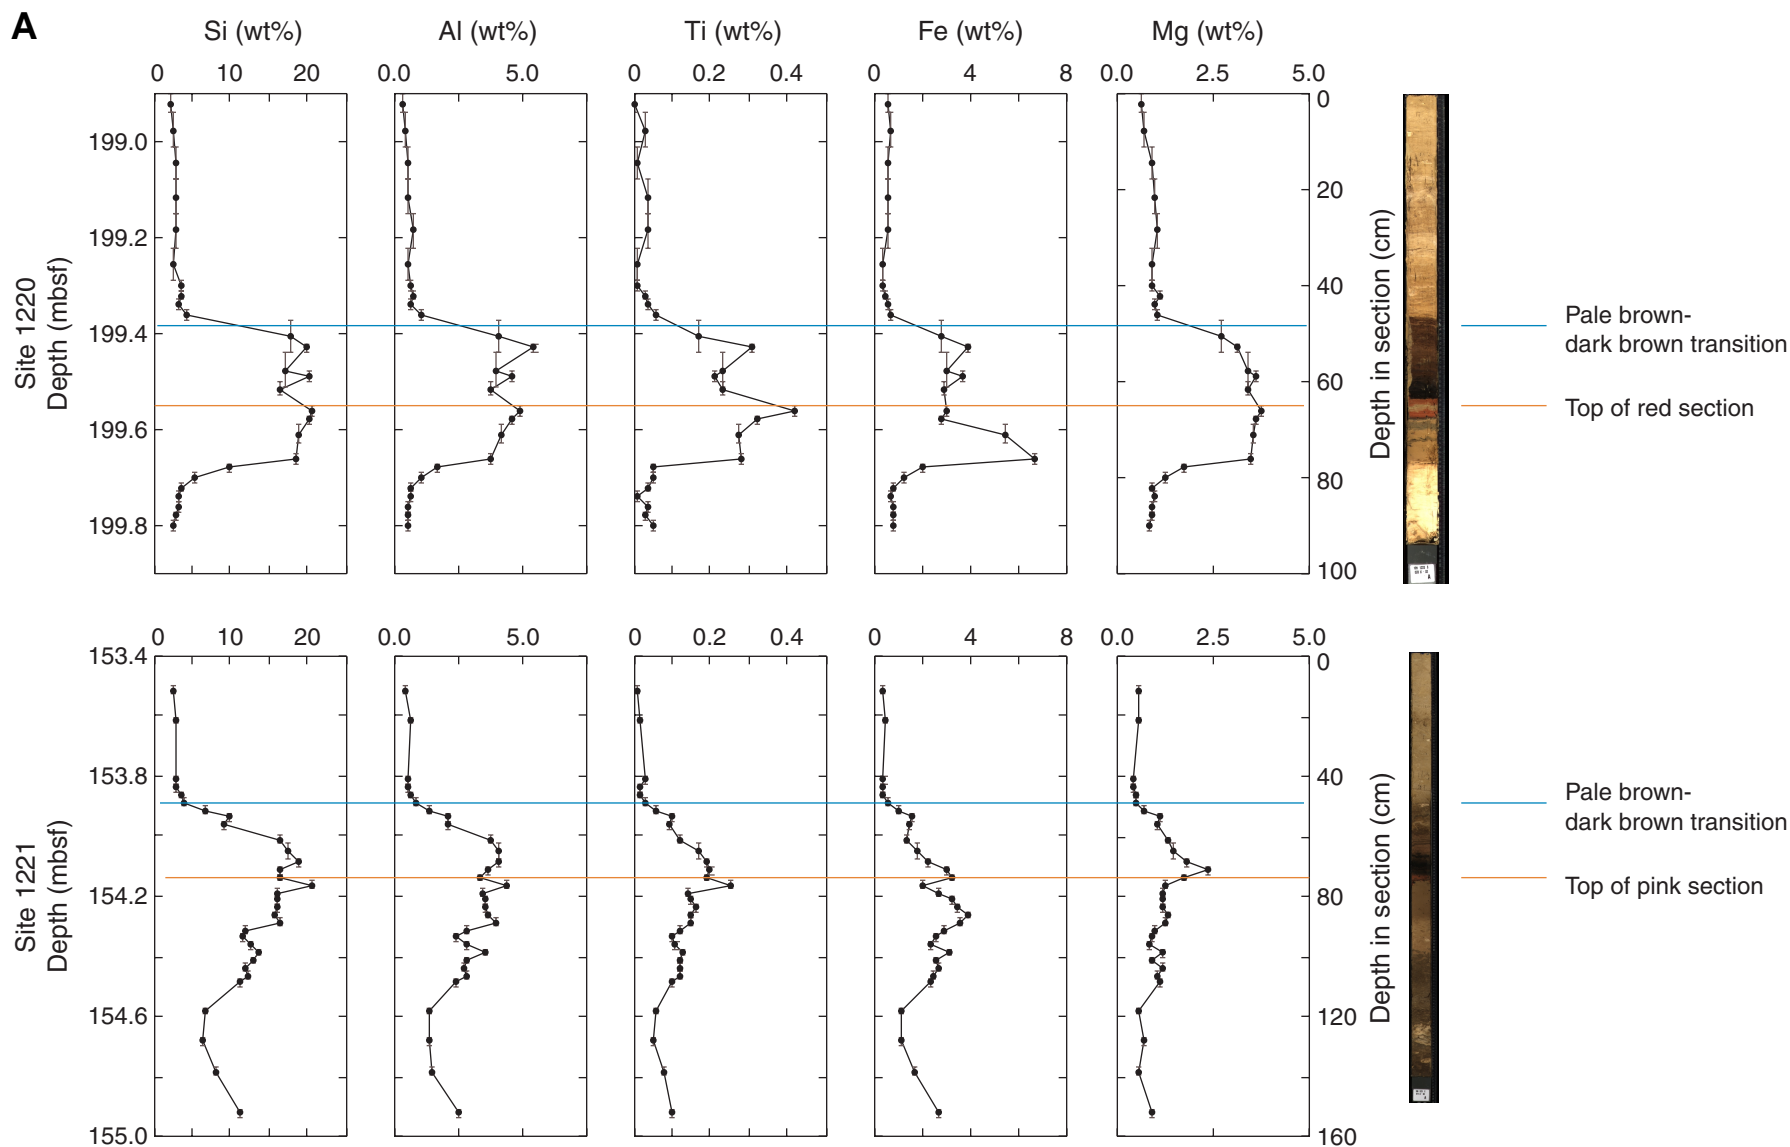 A
Si (wt%) Al (wt%) Ti (wt%) Fe (wt%) Mg (wt%)
0 10 20 0.0 5.0 0 0.2 0.4 0 4 8 0.0 2.5 5.0
Site 1220
Depth (mbsf)
199.0
199.2
199.4
199.6
199.8
0
20
40
60
80
100
Depth in section (cm)
Pale brown-
dark brown transition
Top of red section
0 10 20 0.0 5.0 0 0.2 0.4 0 4 8 0.0 2.5 5.0
Site 1221
Depth (mbsf)
153.4
153.8
154.2
154.6
155.0
0
40
80
120
160
Depth in section (cm)
Pale brown-
dark brown transition
Top of pink section